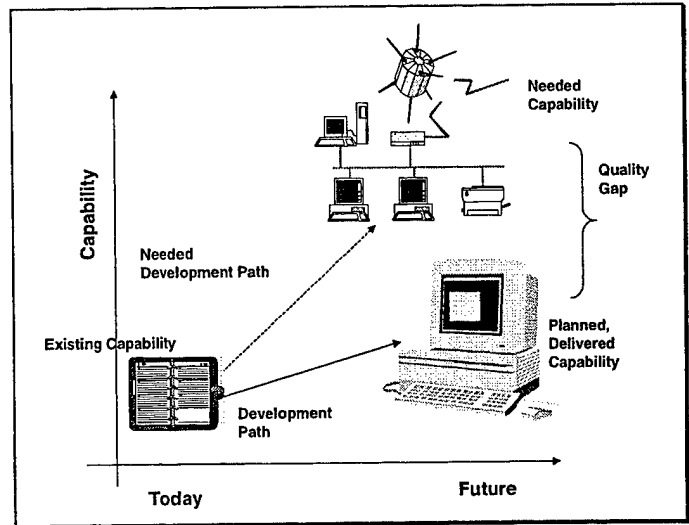 Needed
Capability
Quality
Gap
Capability
Needed
Development Path
Existing Capability
Planned,
Delivered
Capability
Development
Path
Today
Future